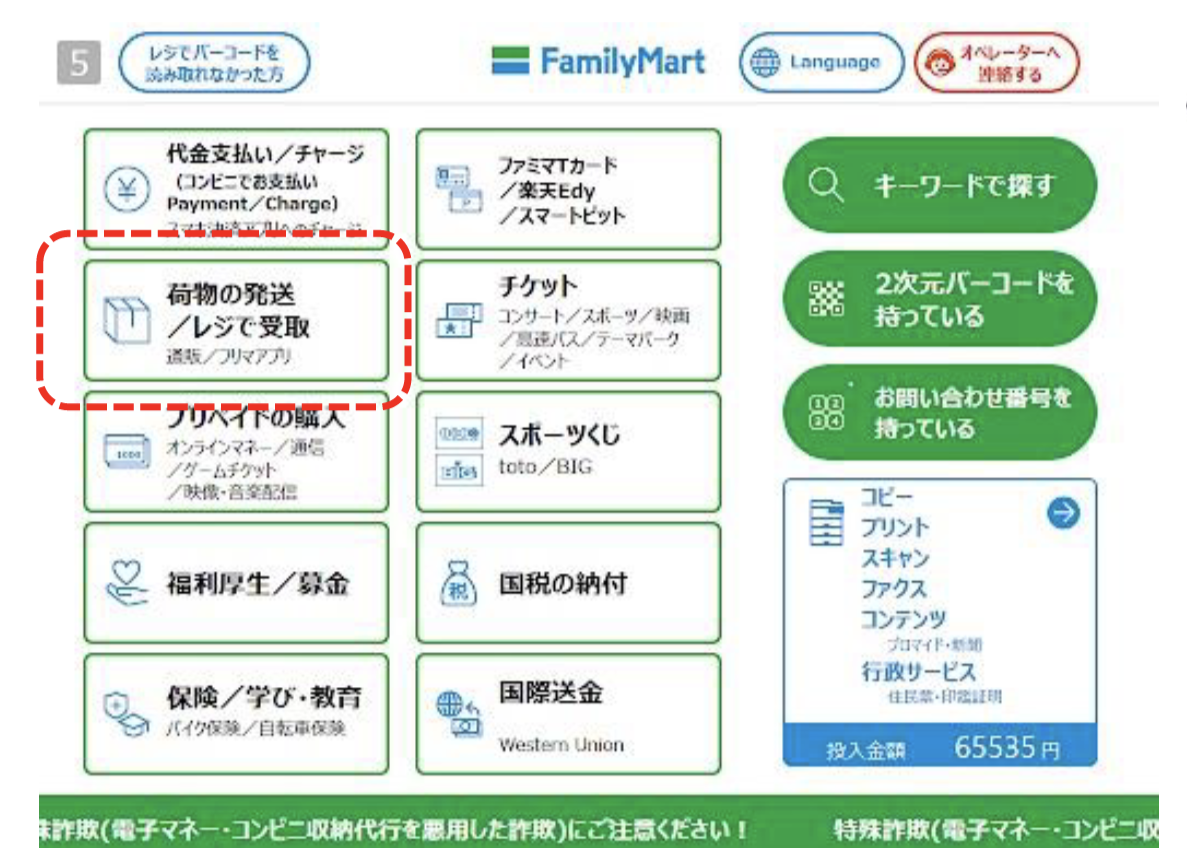 5
レジでバーコードを
読み取れなかった方
FamilyMart
Language
オペレーターへ
連絡する
代金支払い／チャージ
(コンビニでお支払い
Payment／Charge)
スマホ決済アプリへのチャージ
ファミマTカード
／楽天Edy
／スマートピット
キーワードで探す
荷物の発送
／レジで受取
通販／フリマアプリ
チケット
コンサート／スポーツ／映画
／高速バス／テーマパーク
／イベント
2次元バーコードを
持っている
プリペイドの購入
オンラインマネー／通信
／ゲームチケット
／映像・音楽配信
スポーツくじ
toto／BIG
お問い合わせ番号を
持っている
福利厚生／募金
税
国税の納付
コピー
プリント
スキャン
ファクス
コンテンツ
ブロマイド・新聞
行政サービス
住民票・印鑑証明
保険／学び・教育
バイク保険／自転車保険
国際送金
Western Union
投入金額 65535円
殊詐欺(電子マネー・コンビニ収納代行を悪用した詐欺)にご注意ください！ 特殊詐欺(電子マネー・コンビニ収